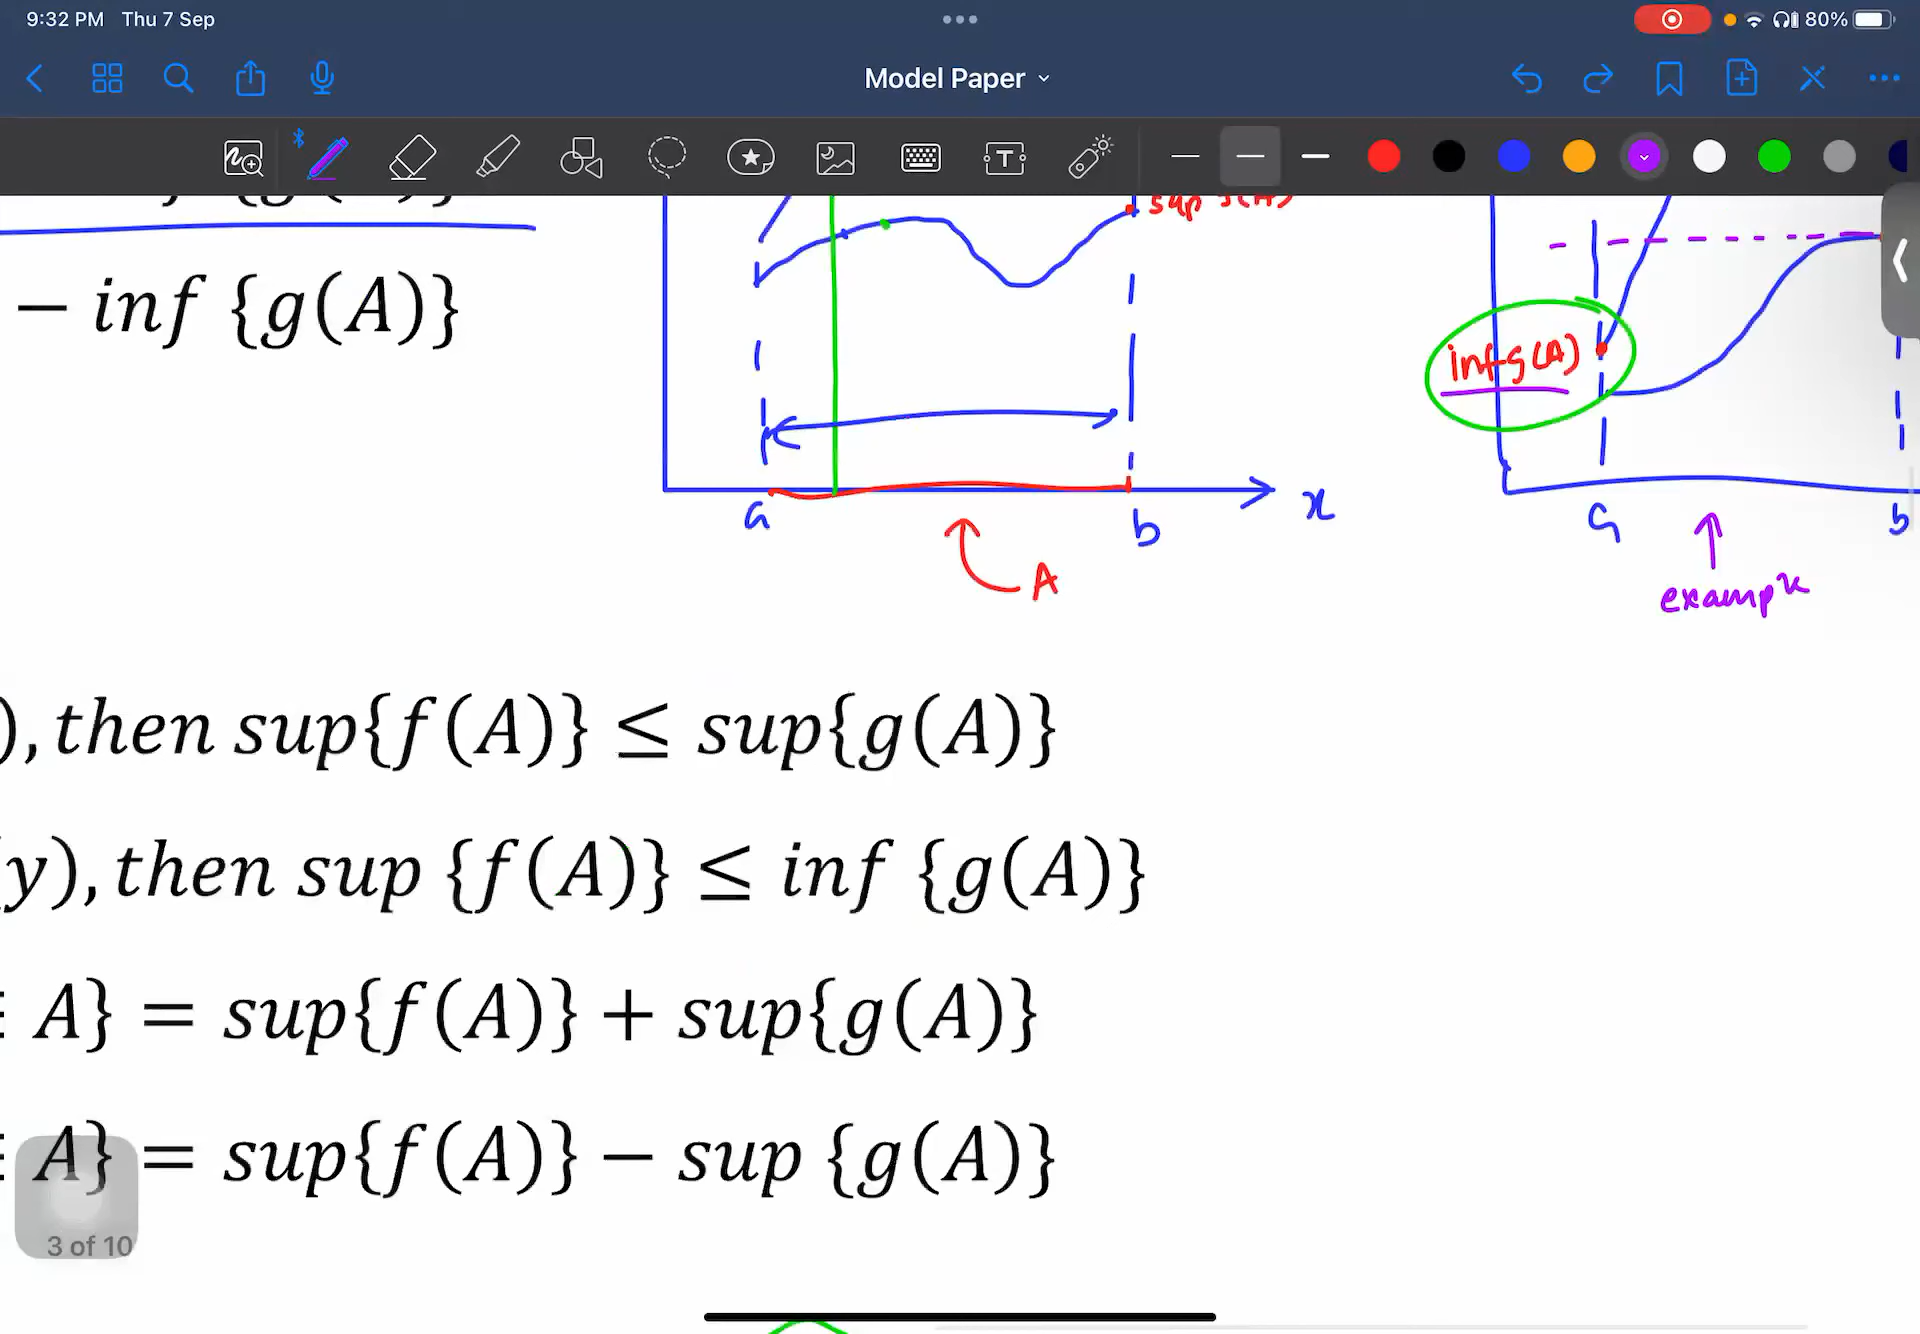 9:32 PM Thu 7 Sep
80%
Model Paper
T
sup f(A)
− inf {g(A)}
inf g(A)
a
b
x
a
b
A
example
), then sup{f(A)} ≤ sup{g(A)}
y), then sup {f(A)} ≤ inf {g(A)}
A} = sup{f(A)} + sup{g(A)}
A} = sup{f(A)} − sup {g(A)}
3 of 10